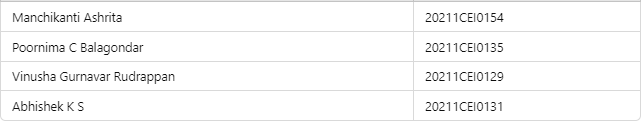 Manchikanti Ashrita 20211CEI0154
Poornima C Balagondar 20211CEI0135
Vinusha Gurnavar Rudrappan 20211CEI0129
Abhishek K S 20211CEI0131